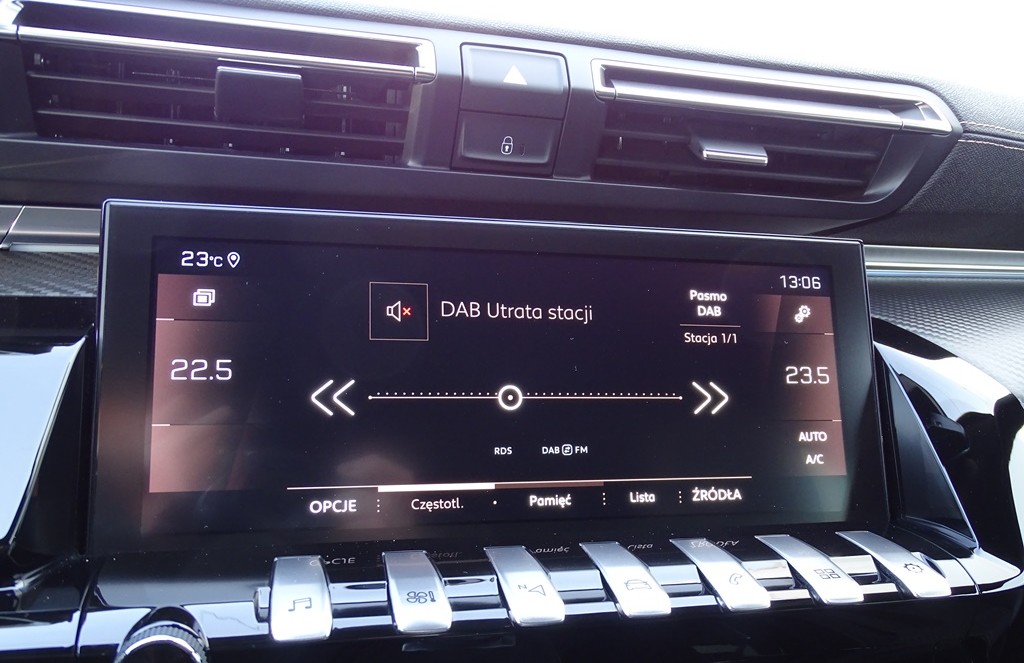 23°C
13:06
DAB Utrata stacji
Pasmo
DAB
Stacja 1/1
22.5
23.5
AUTO
A/C
RDS
DAB FM
OPCJE
Częstotl.
Pamięć
Lista
ŹRÓDŁA
N